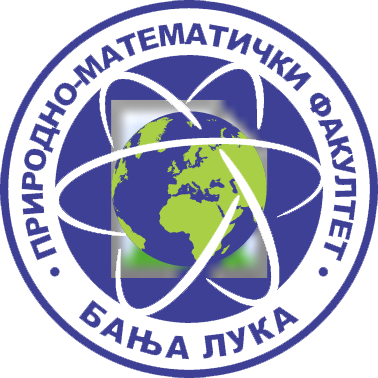 ПРИРОДНО-МАТЕМАТИЧКИ ФАКУЛТЕТ
БАЊА ЛУКА